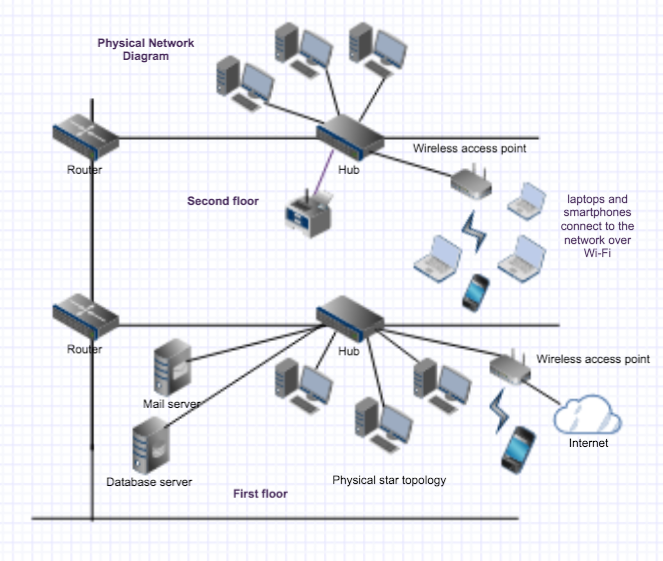 Physical Network
Diagram
Wireless access point
Router
Hub
Second floor
laptops and
smartphones
connect to the
network over
Wi-Fi
Router
Hub
Wireless access point
Mail server
Internet
Database server
Physical star topology
First floor